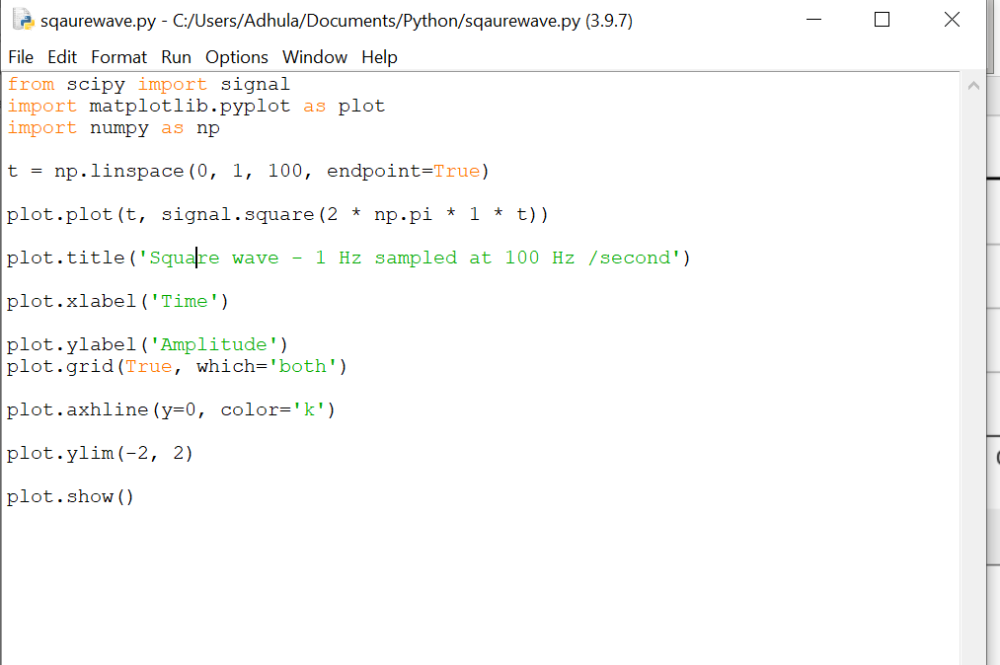 sqaurewave.py - C:/Users/Adhula/Documents/Python/sqaurewave.py (3.9.7)
File Edit Format Run Options Window Help
from scipy import signal
import matplotlib.pyplot as plot
import numpy as np
t = np.linspace(0, 1, 100, endpoint=True)
plot.plot(t, signal.square(2 * np.pi * 1 * t))
plot.title('Square wave - 1 Hz sampled at 100 Hz /second')
plot.xlabel('Time')
plot.ylabel('Amplitude')
plot.grid(True, which='both')
plot.axhline(y=0, color='k')
plot.ylim(-2, 2)
plot.show()